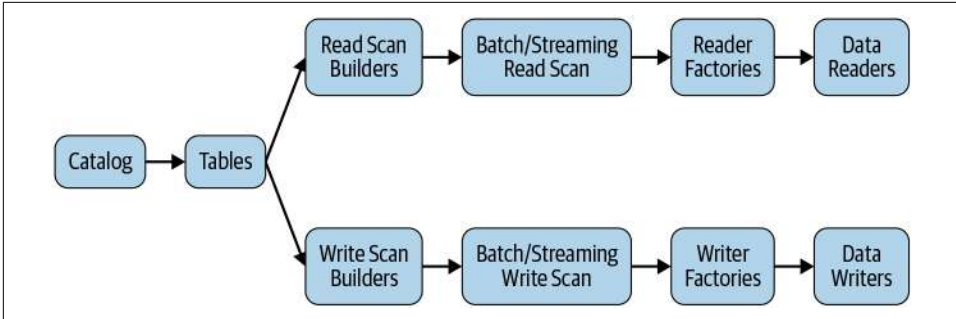 Read Scan
Builders
Batch/Streaming
Read Scan
Reader
Factories
Data
Readers
Catalog
Tables
Write Scan
Builders
Batch/Streaming
Write Scan
Writer
Factories
Data
Writers